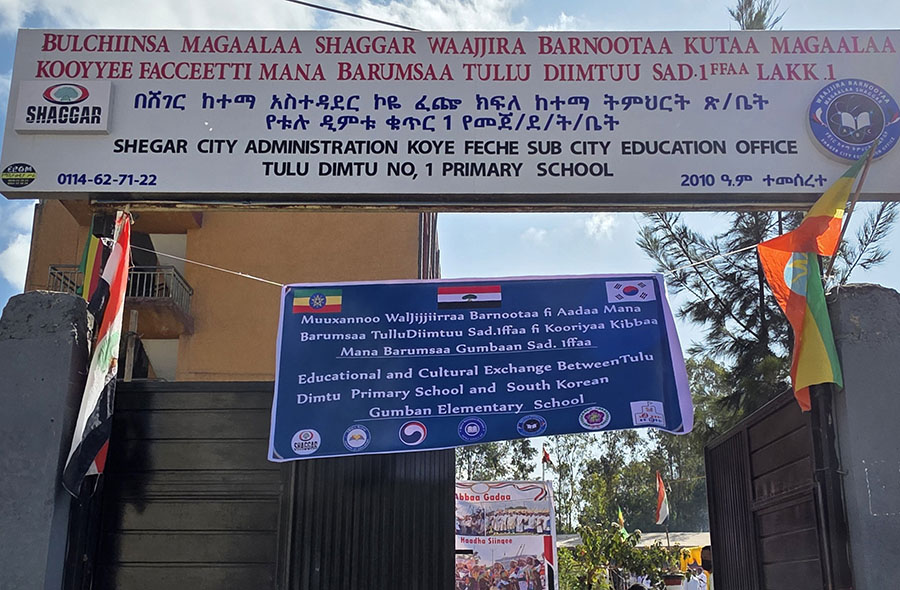 BULCHIINSA MAGAALAA SHAGGAR WAAJJIRA BARNOOTAA KUTAA MAGAALAA
KOOYYEE FACCEETTI MANA BARUMSAA TULLU DIIMTUU SAD.1FFAA LAKK.1
SHAGGAR
በሸገር ከተማ አስተዳደር ኮዬ ፈጬ ክፍለ ከተማ ትምህርት ጽ/ቤት
የቱሉ ዲምቱ ቁጥር 1 የመጀ/ደ/ት/ቤት
SHEGAR CITY ADMINISTRATION KOYE FECHE SUB CITY EDUCATION OFFICE
TULU DIMTU NO, 1 PRIMARY SCHOOL
0114-62-71-22
2010 ዓ.ም ተመሰረተ
Muuxannoo Waljijjiirraa Barnootaa fi Aadaa Mana
Barumsaa TulluDiimtuu Sad.1ffaa fi Kooriyaa Kibbaa
Mana Barumsaa Gumbaan Sad. 1ffaa
Educational and Cultural Exchange BetweenTulu
Dimtu Primary School and South Korean
Gumban Elementary School
SHAGGAR
Abbaa Gadaa
Haadha Siinqee